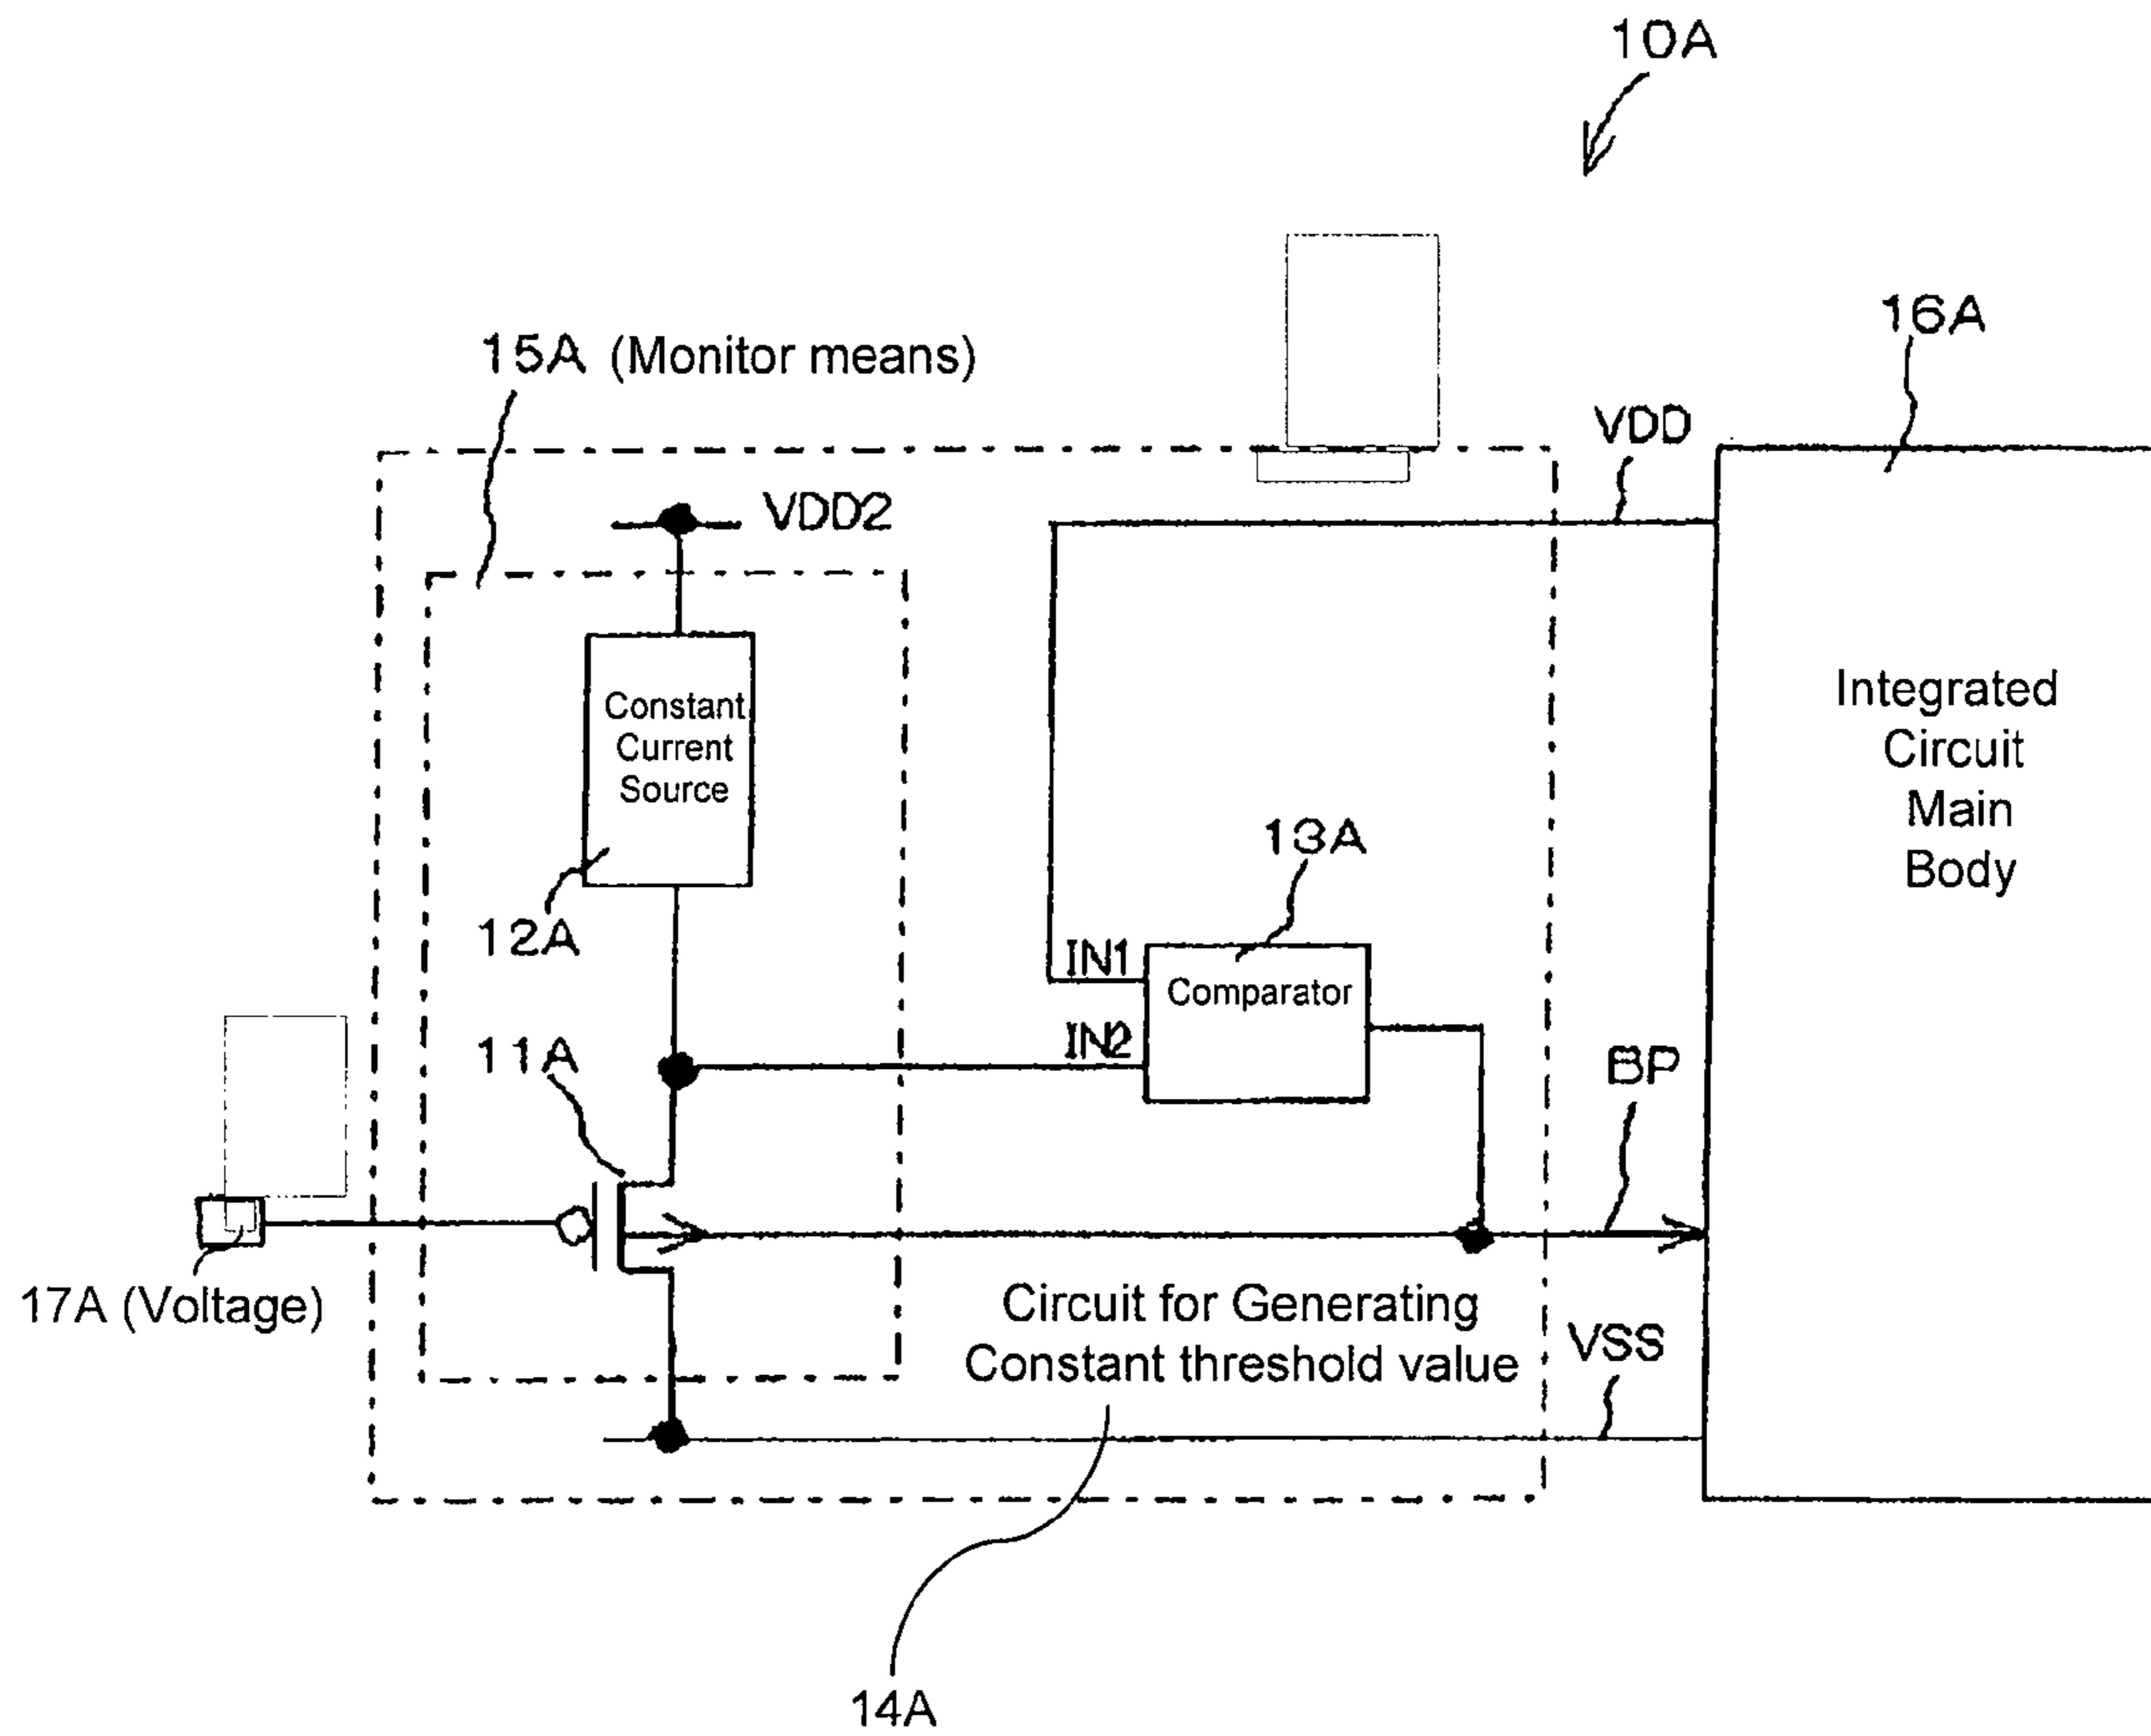 10A
16A
15A (Monitor means)
VDD
VDD2
Constant
Current
Source
Integrated
Circuit
Main
Body
13A
12A
IN1
Comparator
IN2
11A
BP
17A (Voltage)
Circuit for Generating
Constant threshold value
VSS
14A